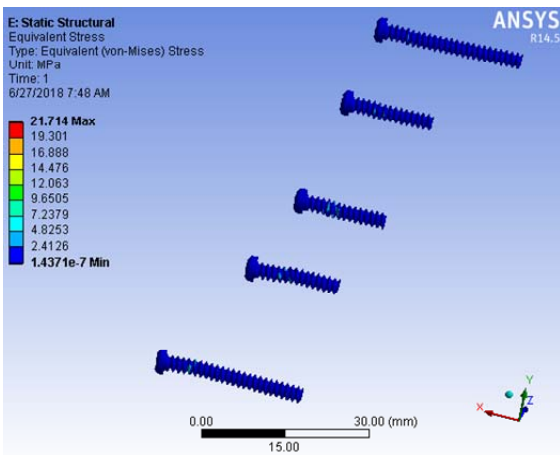 E: Static Structural
Equivalent Stress
Type: Equivalent (von-Mises) Stress
Unit: MPa
Time: 1
6/27/2018 7:48 AM
21.714 Max
19.301
16.888
14.476
12.063
9.6505
7.2379
4.8253
2.4126
1.4371e-7 Min
ANSYS
R14.5
0.00
30.00 (mm)
15.00
Y
X
Z